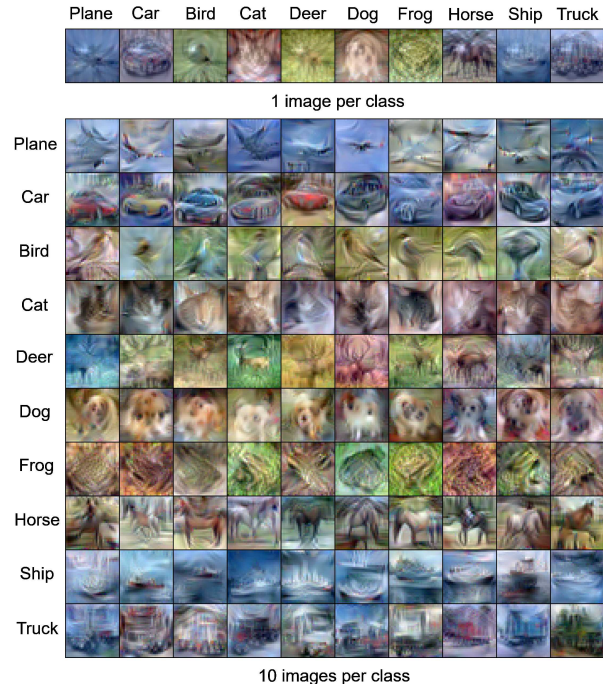 Plane Car Bird Cat Deer Dog Frog Horse Ship Truck
1 image per class
Plane
Car
Bird
Cat
Deer
Dog
Frog
Horse
Ship
Truck
10 images per class